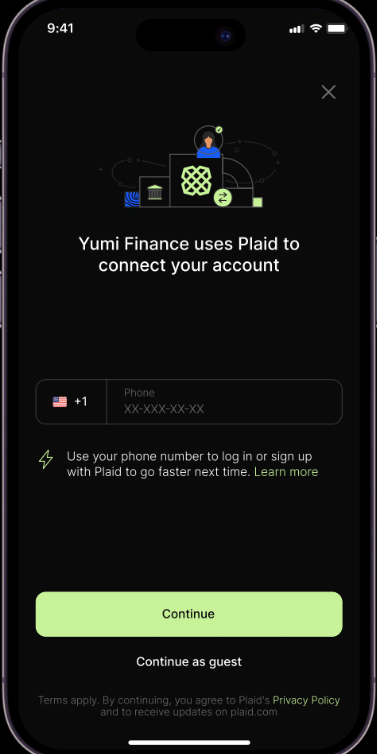 9:41
Yumi Finance uses Plaid to
connect your account
+1
Phone
XX-XXX-XX-XX
Use your phone number to log in or sign up
with Plaid to go faster next time. Learn more
Continue
Continue as guest
Terms apply. By continuing, you agree to Plaid's Privacy Policy
and to receive updates on plaid.com